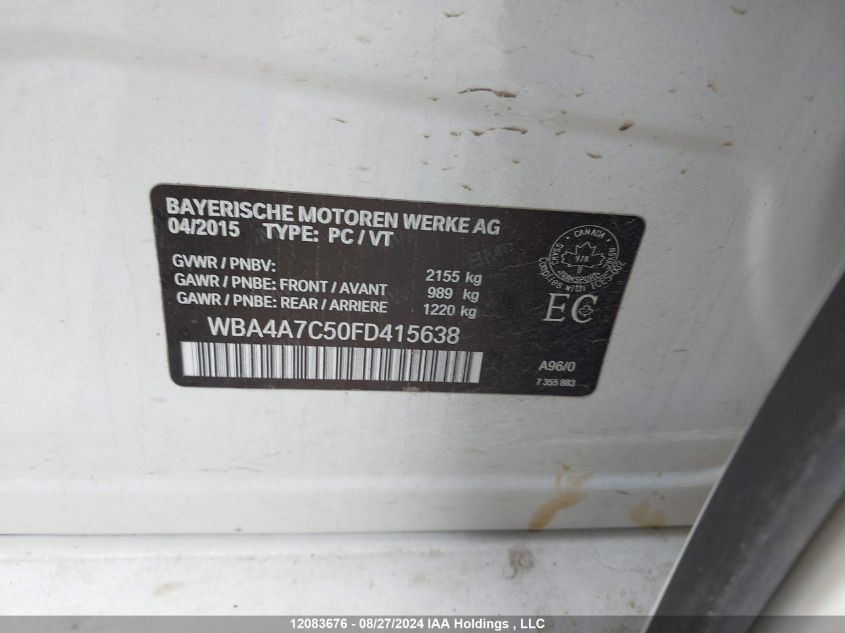 BAYERISCHE MOTOREN WERKE AG
04/2015 TYPE: PC / VT
GVWR / PNBV: 2155 kg
GAWR / PNBE: FRONT / AVANT 989 kg
GAWR / PNBE: REAR / ARRIERE 1220 kg
WBA4A7C50FD415638
CANADA
978
EC
A96/0
7 355 883
12083676 - 08/27/2024 IAA Holdings , LLC